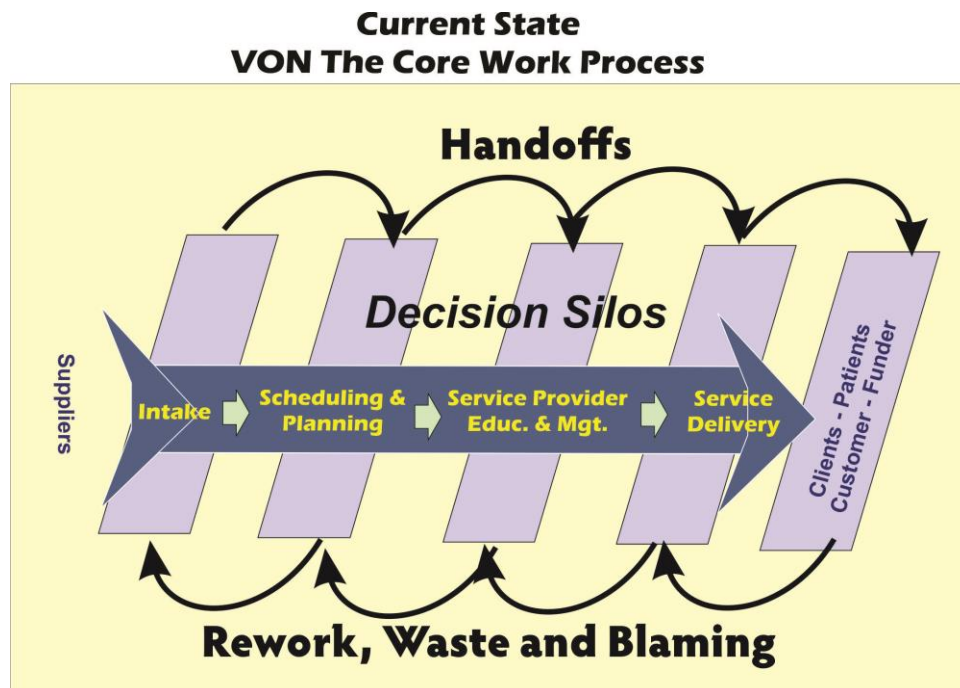 Current State
VON The Core Work Process
Handoffs
Decision Silos
Suppliers
Intake
Scheduling &
Planning
Service Provider
Educ. & Mgt.
Service
Delivery
Clients - Patients
Customer - Funder
Rework, Waste and Blaming